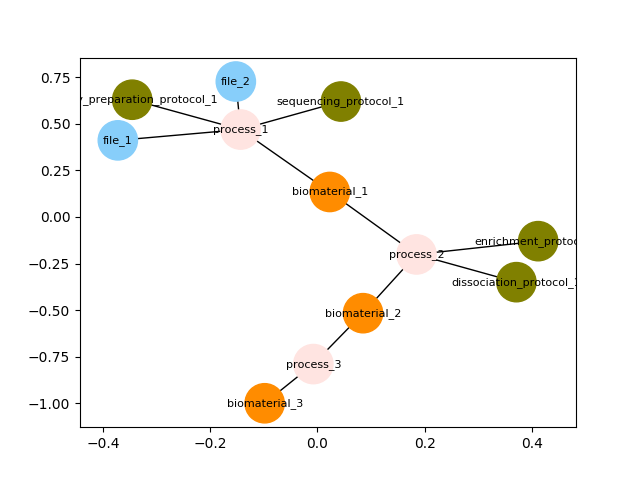 0.75
0.50
0.25
0.00
−0.25
−0.50
−0.75
−1.00
file_2
_preparation_protocol_1
sequencing_protocol_1
process_1
file_1
biomaterial_1
enrichment_protoc
process_2
dissociation_protocol_1
biomaterial_2
process_3
biomaterial_3
−0.4
−0.2
0.0
0.2
0.4